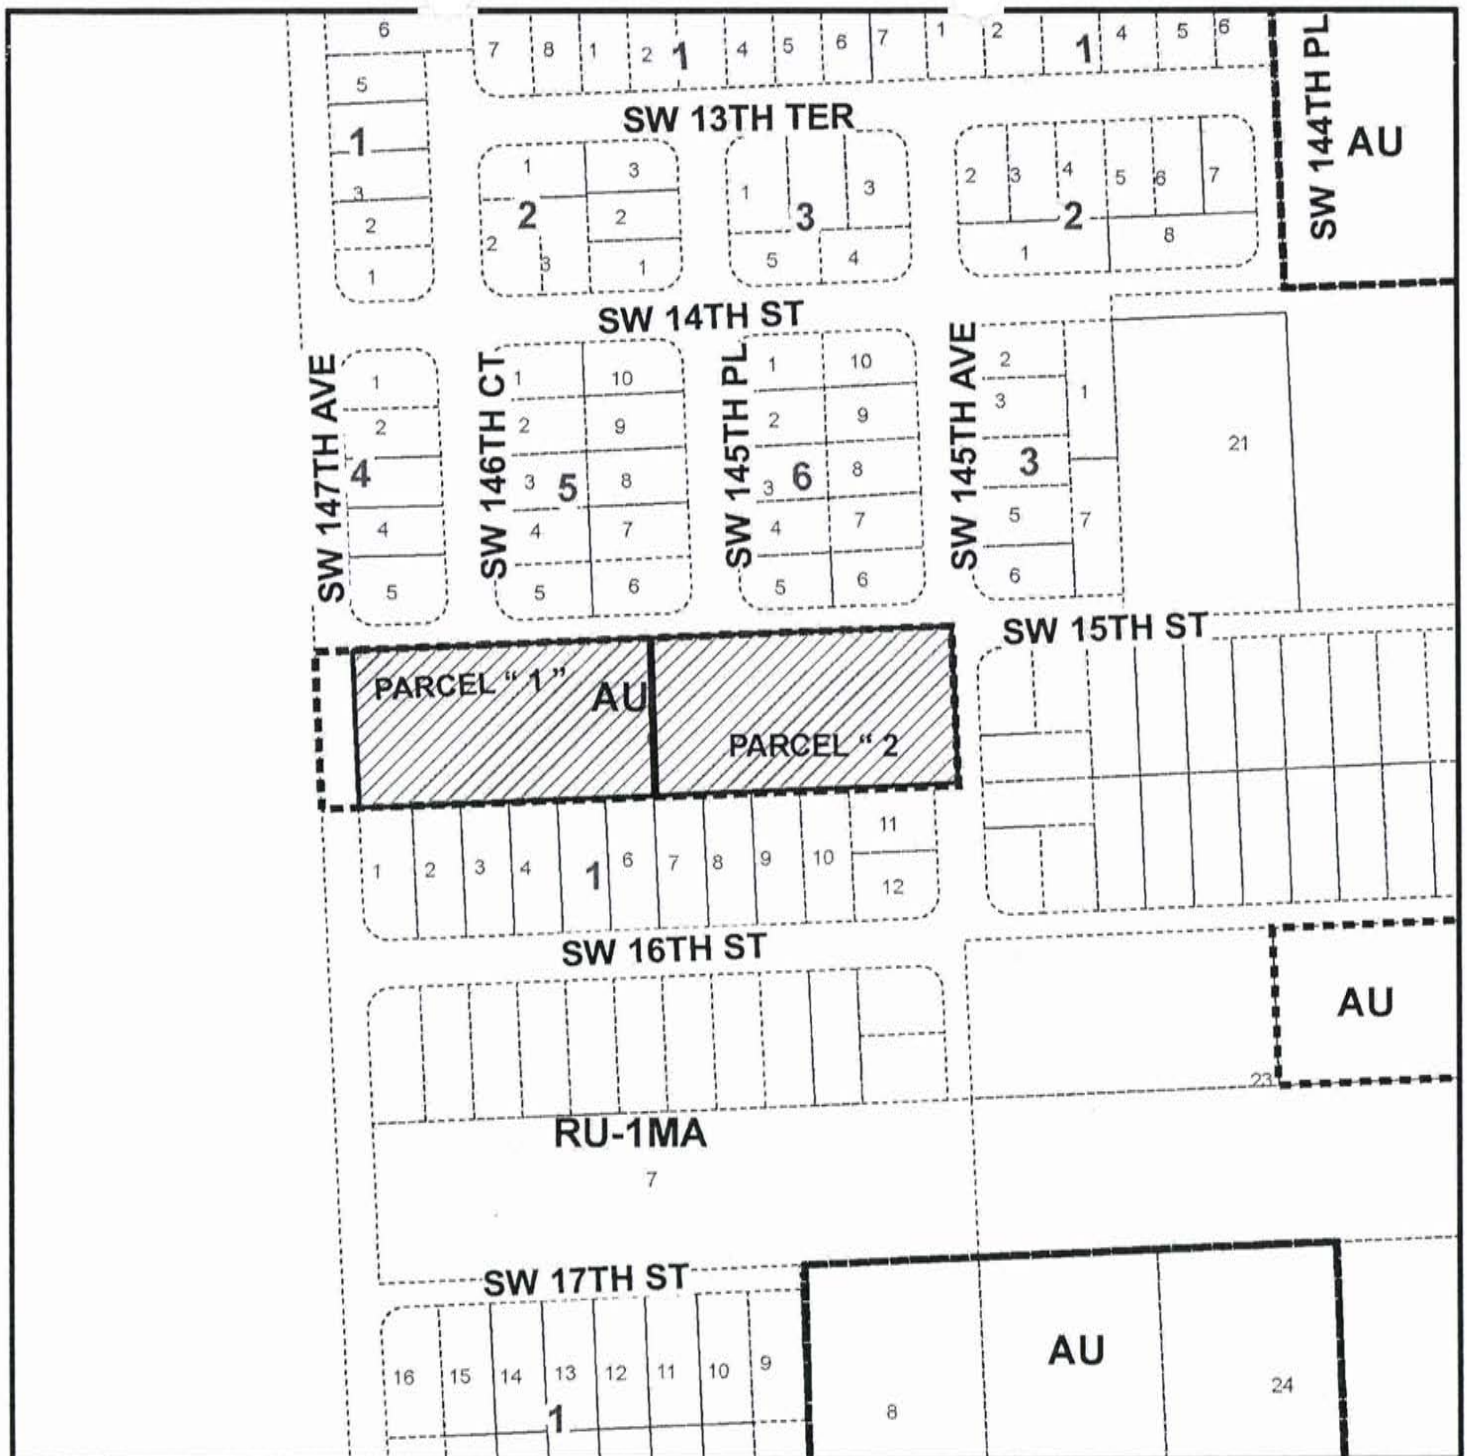 6
7 8 1 2 1 4 5 6 7 1 2 1 4 5 6
5
SW 144TH PL
AU
SW 13TH TER
1
3
2
1
1 3
2
2
2
3
1
1 3
3
5 4
2 3 4 5 6 7
2
1 8
SW 14TH ST
SW 147TH AVE
1
2
4
4
5
SW 146TH CT
1 10
2 9
3 5 8
4 7
5 6
SW 145TH PL
1 10
2 9
3 6 8
4 7
5 6
SW 145TH AVE
2
3
1
3
5 7
6
21
SW 15TH ST
PARCEL “ 1 ”
AU
PARCEL “ 2
1 2 3 4 1 6 7 8 9 10
11
12
SW 16TH ST
AU
23
RU-1MA
7
SW 17TH ST
16 15 14 13 12 11 10 9
1
AU
8
24